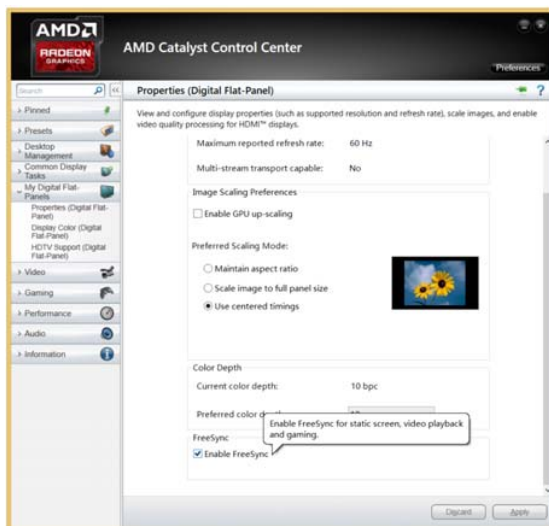 AMD
RADEON
GRAPHICS
AMD Catalyst Control Center
Preferences
Search
Properties (Digital Flat-Panel)
Pinned
Presets
Desktop
Management
Common Display
Tasks
My Digital Flat-
Panels
Properties (Digital Flat-
Panel)
Display Color (Digital
Flat-Panel)
HDTV Support (Digital
Flat-Panel)
Video
Gaming
Performance
Audio
Information
View and configure display properties (such as supported resolution and refresh rate), scale images, and enable
video quality processing for HDMI™ displays.
Maximum reported refresh rate: 60 Hz
Multi-stream transport capable: No
Image Scaling Preferences
Enable GPU up-scaling
Preferred Scaling Mode:
Maintain aspect ratio
Scale image to full panel size
Use centered timings
Color Depth
Current color depth: 10 bpc
Preferred color
Enable FreeSync for static screen, video playback
and gaming.
FreeSync
Enable FreeSync
Discard Apply